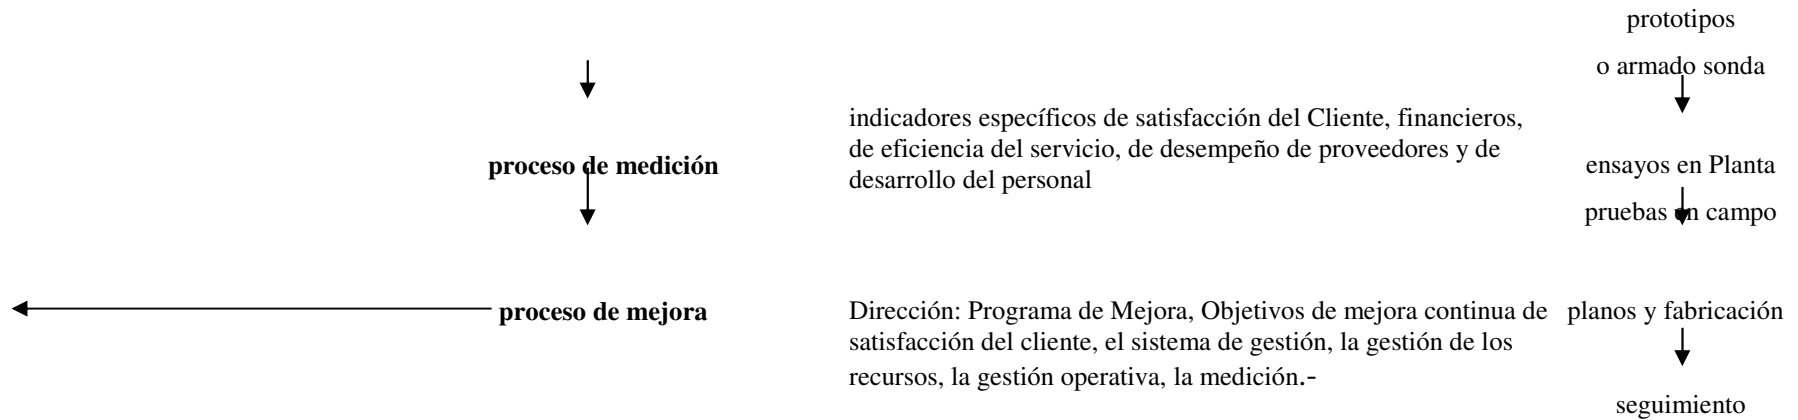 prototipos
o armado sonda
indicadores específicos de satisfacción del Cliente, financieros,
de eficiencia del servicio, de desempeño de proveedores y de
desarrollo del personal
proceso de medición
ensayos en Planta
pruebas en campo
proceso de mejora
Dirección: Programa de Mejora, Objetivos de mejora continua de
satisfacción del cliente, el sistema de gestión, la gestión de los
recursos, la gestión operativa, la medición.-
planos y fabricación
seguimiento